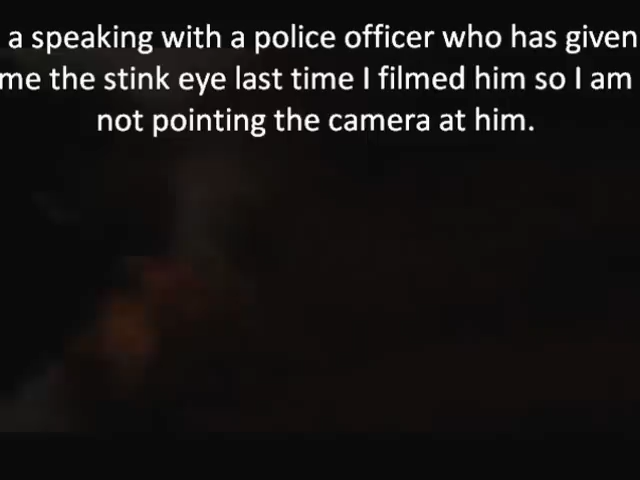 a speaking with a police officer who has given
me the stink eye last time I filmed him so I am
not pointing the camera at him.